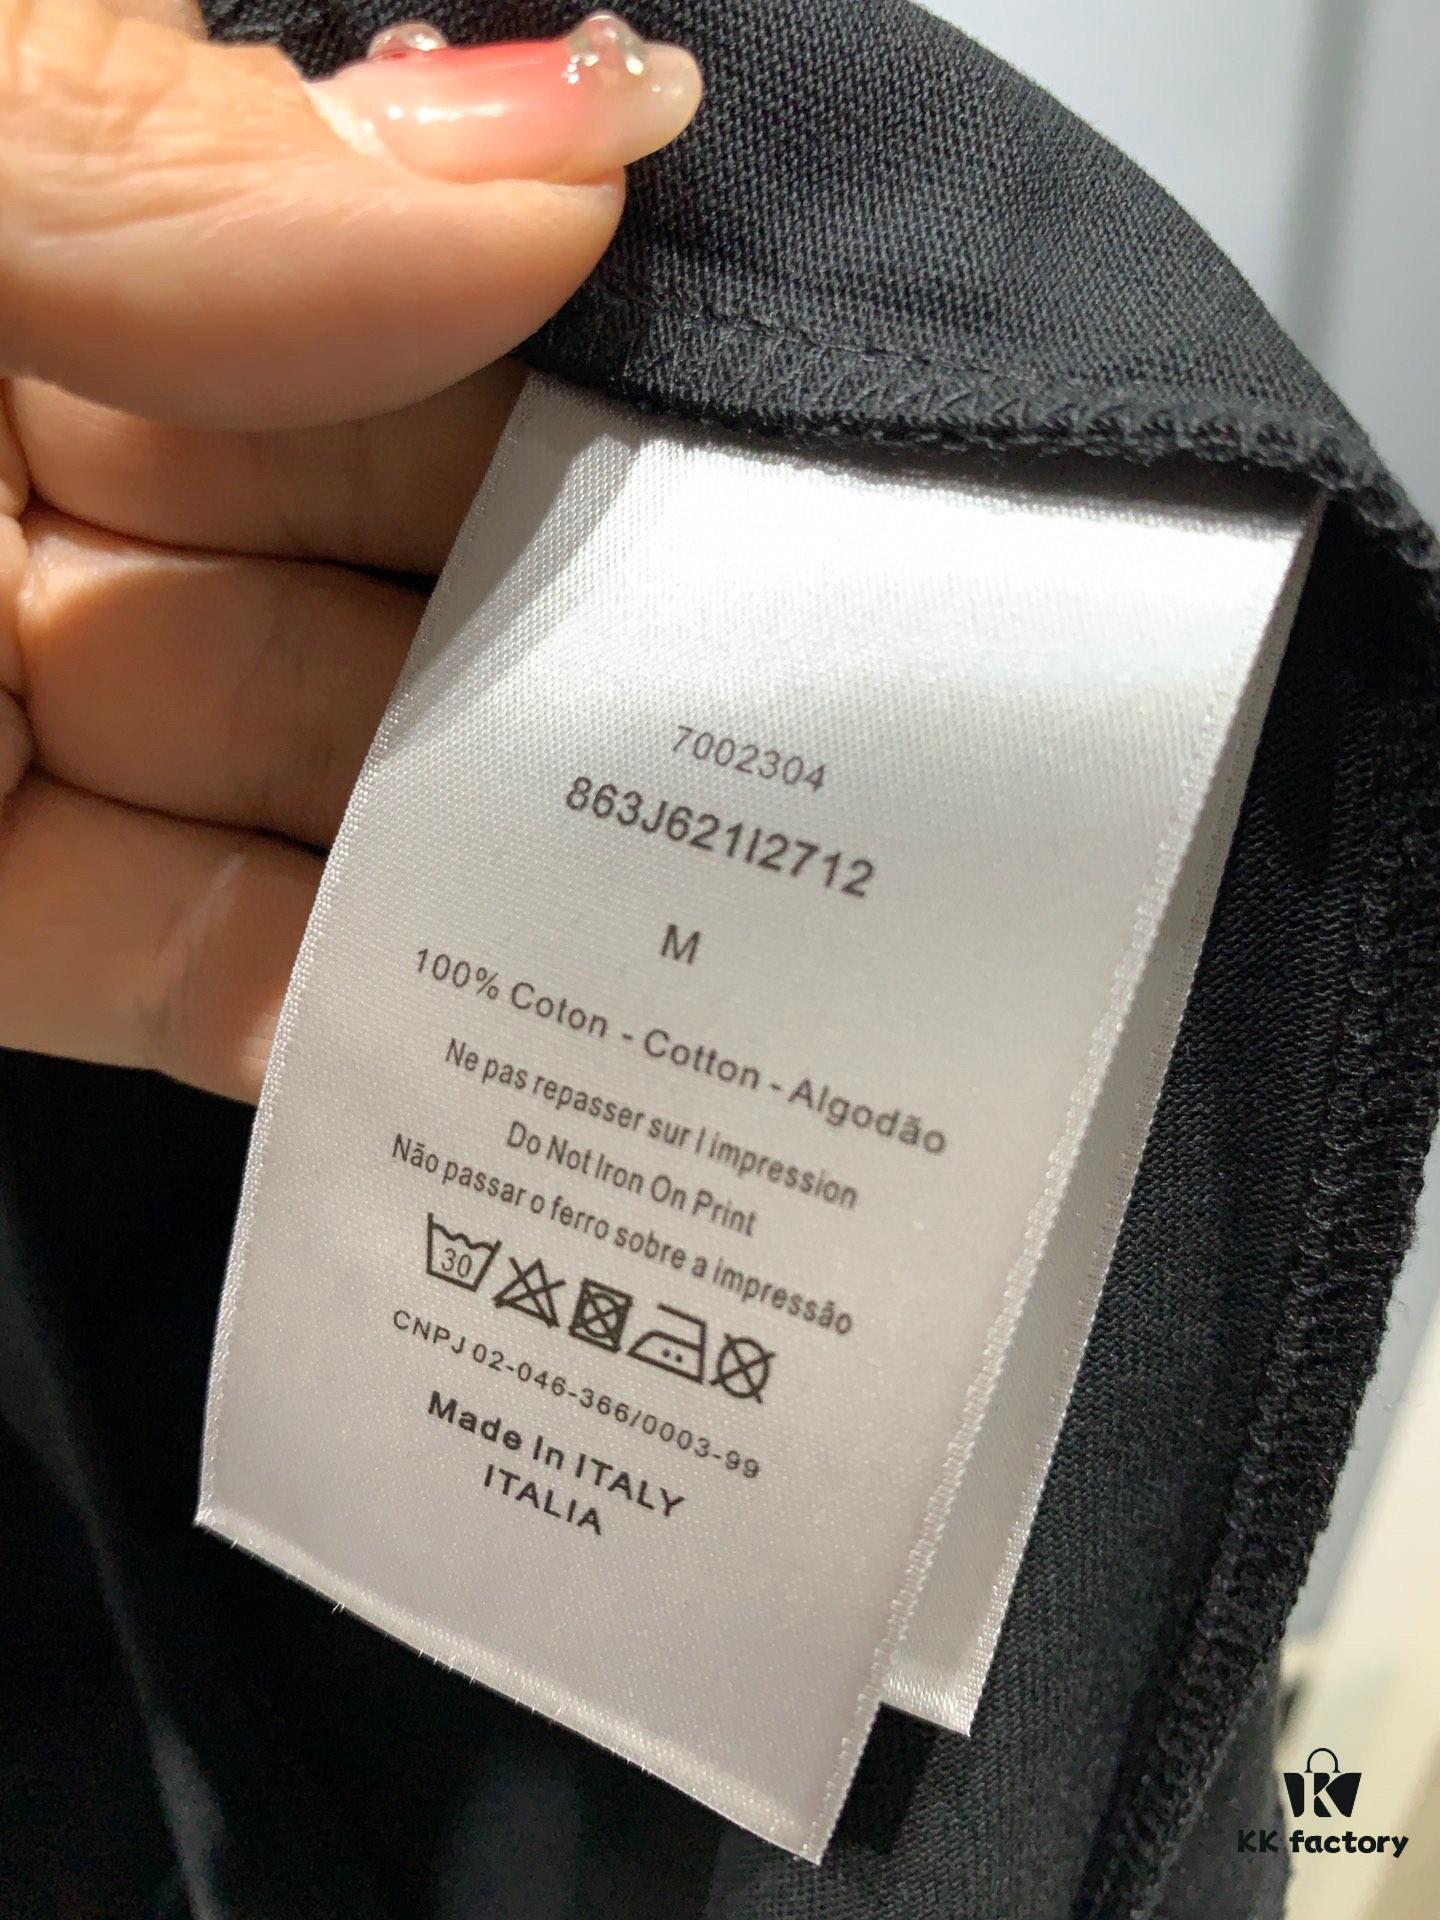 7002304
863J621I2712
M
100% Coton - Cotton - Algodão
Ne pas repasser sur l impression
Do Not Iron On Print
Não passar o ferro sobre a impressão
30
CNPJ 02-046-366/0003-99
Made In ITALY
ITALIA
KK factory